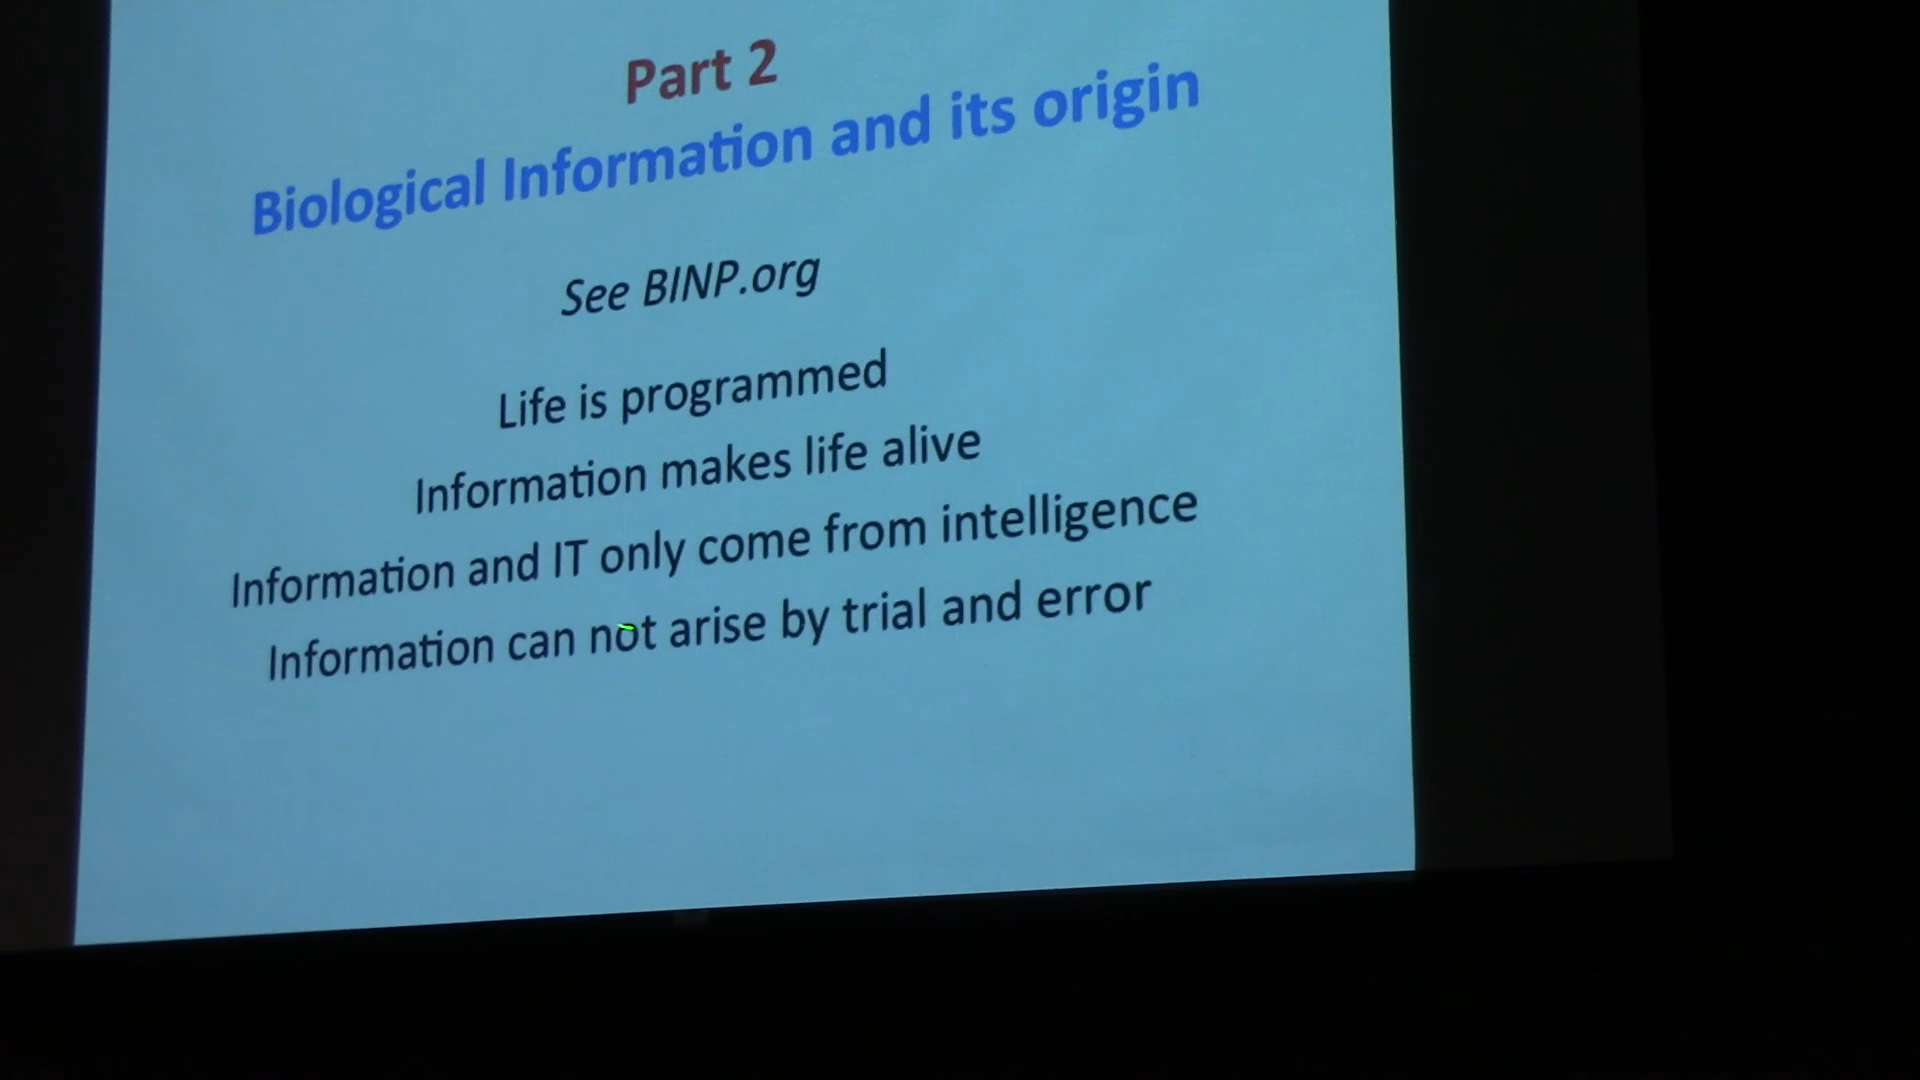 Part 2
Biological Information and its origin
See BINP.org
Life is programmed
Information makes life alive
Information and IT only come from intelligence
Information can not arise by trial and error